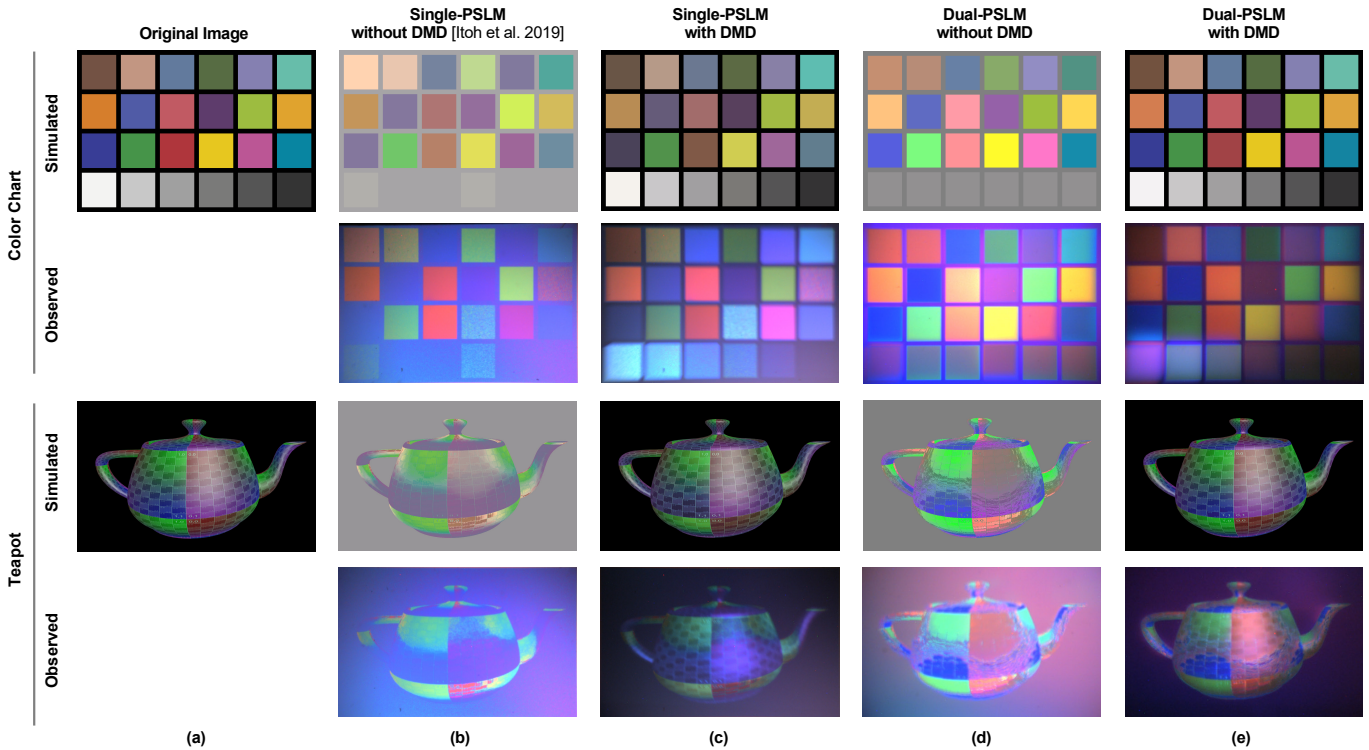 Single-PSLM
without DMD [Itoh et al. 2019]
Single-PSLM
with DMD
Dual-PSLM
without DMD
Dual-PSLM
with DMD
Original Image
Color Chart
Simulated
Observed
Teapot
Simulated
Observed
(a)
(b)
(c)
(d)
(e)